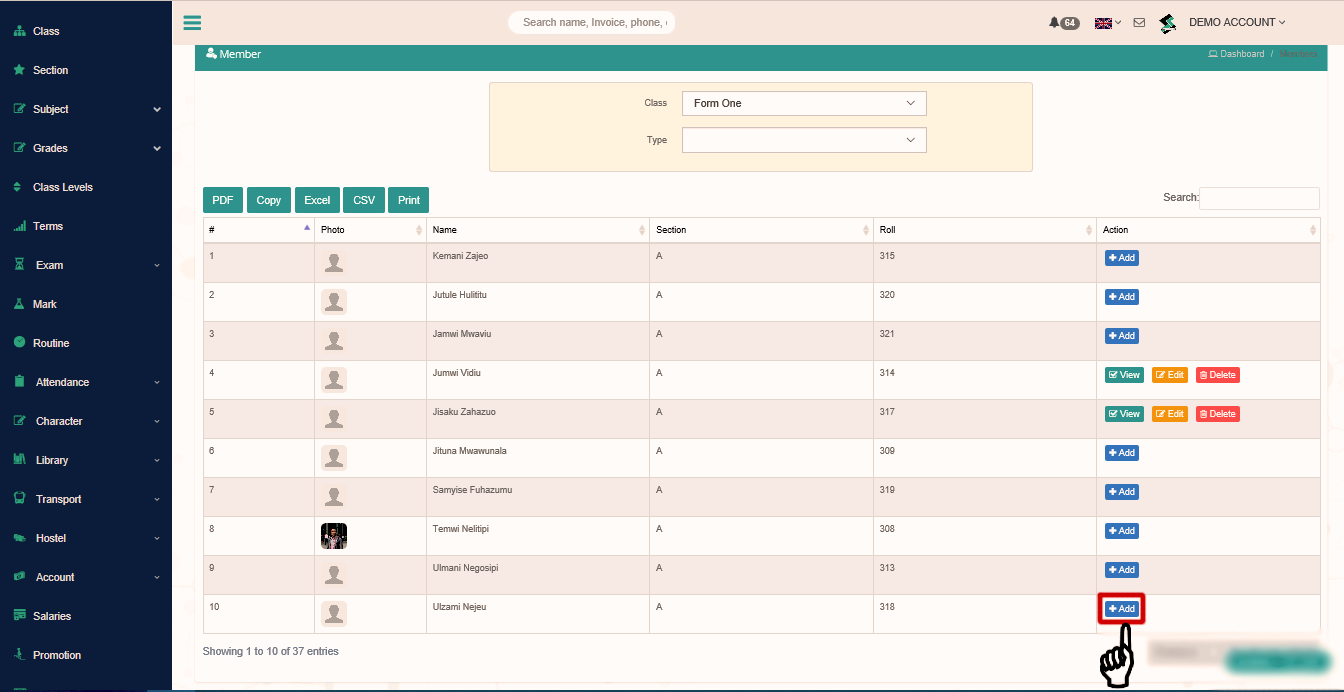 Class
Section
Subject
Grades
Class Levels
Terms
Exam
Mark
Routine
Attendance
Character
Library
Transport
Hostel
Account
Salaries
Promotion
Search name, Invoice, phone,
64
DEMO ACCOUNT
Member
Dashboard /
Class Form One
Type
PDF Copy Excel CSV Print
Search:
# Photo Name Section Roll Action
1 Kemani Zajeo A 315 Add
2 Jutule Hulititu A 320 Add
3 Jamwi Mwaviu A 321 Add
4 Jumwi Vidiu A 314 View Edit Delete
5 Jisaku Zahazuo A 317 View Edit Delete
6 Jituna Mwawunala A 309 Add
7 Samyise Fuhazumu A 319 Add
8 Temwi Nelitipi A 308 Add
9 Ulmani Negosipi A 313 Add
10 Ulzami Nejeu A 318 Add
Showing 1 to 10 of 37 entries